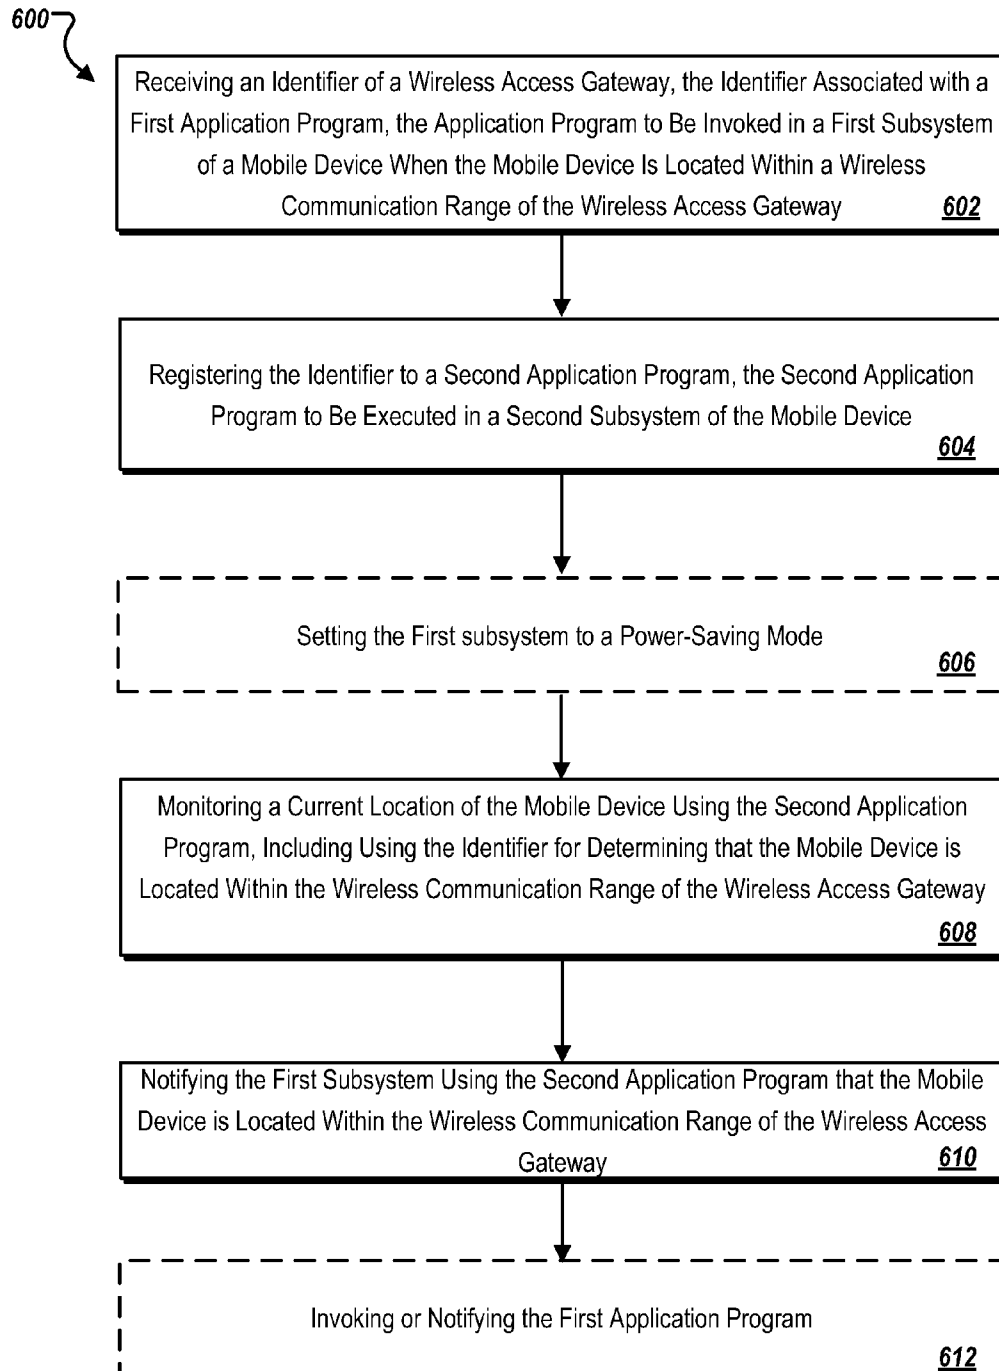 600
Receiving an Identifier of a Wireless Access Gateway, the Identifier Associated with a
First Application Program, the Application Program to Be Invoked in a First Subsystem
of a Mobile Device When the Mobile Device Is Located Within a Wireless
Communication Range of the Wireless Access Gateway 602
Registering the Identifier to a Second Application Program, the Second Application
Program to Be Executed in a Second Subsystem of the Mobile Device
604
Setting the First subsystem to a Power-Saving Mode
606
Monitoring a Current Location of the Mobile Device Using the Second Application
Program, Including Using the Identifier for Determining that the Mobile Device is
Located Within the Wireless Communication Range of the Wireless Access Gateway
608
Notifying the First Subsystem Using the Second Application Program that the Mobile
Device is Located Within the Wireless Communication Range of the Wireless Access
Gateway 610
Invoking or Notifying the First Application Program
612